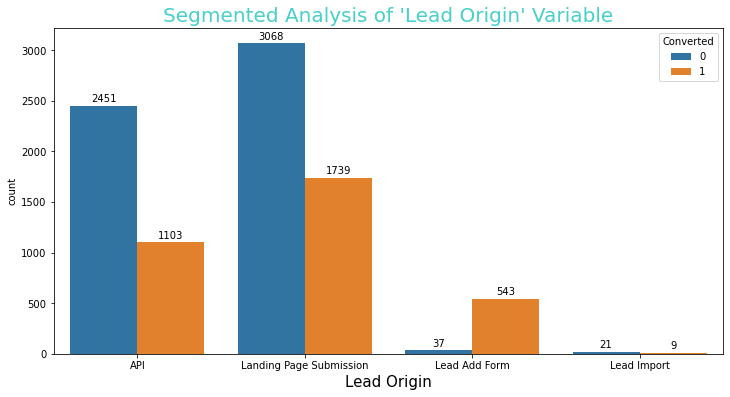 Segmented Analysis of 'Lead Origin' Variable
Converted
0
1
count
3000
2500
2000
1500
1000
500
0
2451
1103
3068
1739
37
543
21
9
API
Landing Page Submission
Lead Add Form
Lead Import
Lead Origin